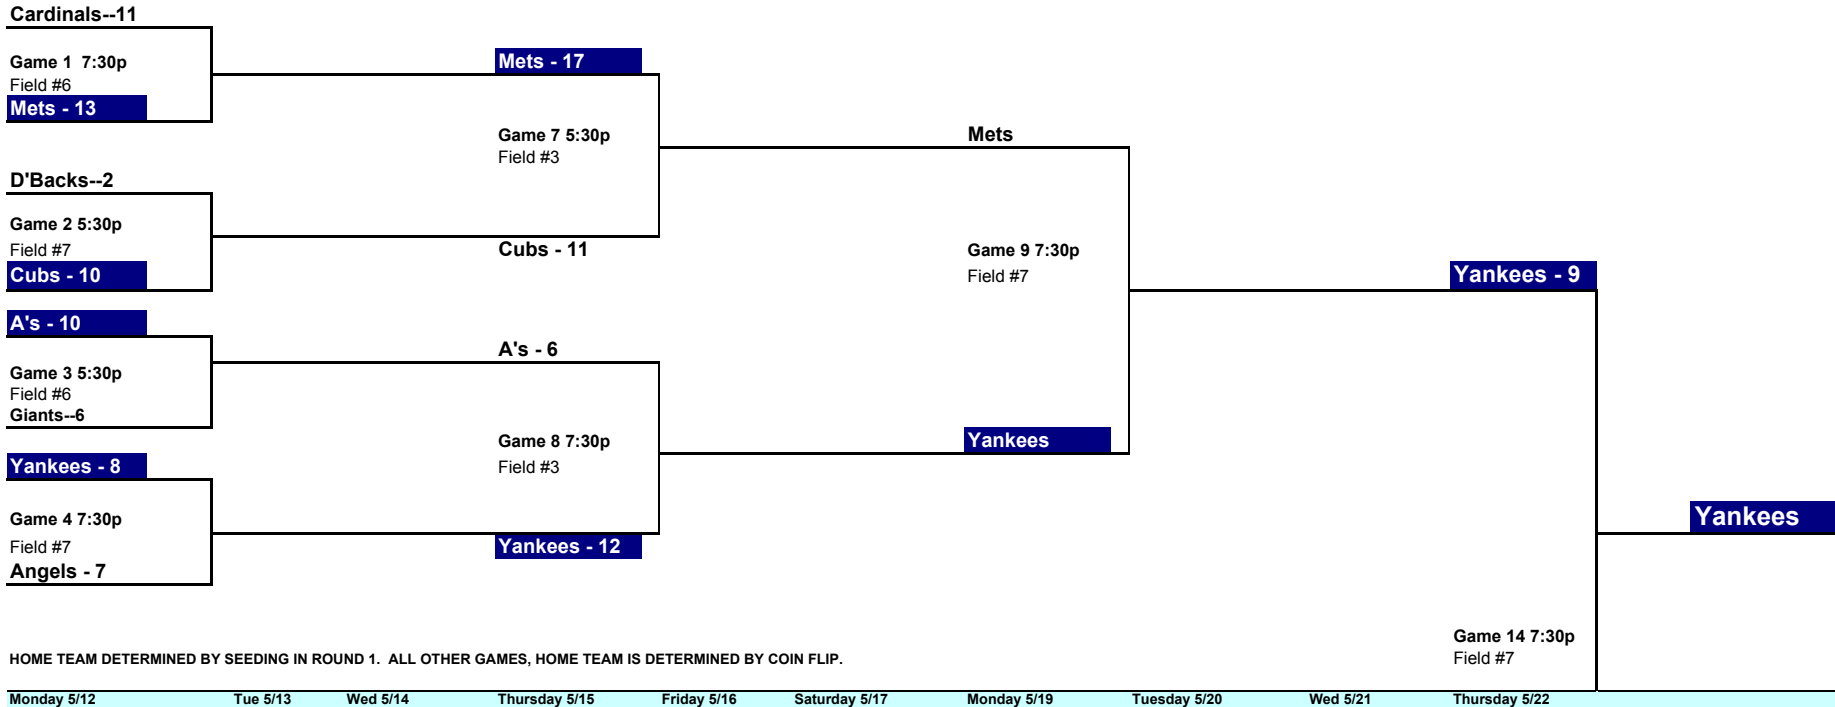 Cardinals--11
Game 1  7:30p
Field #6
Mets - 13
D'Backs--2
Game 2 5:30p
Field #7
Cubs - 10
A's - 10
Game 3 5:30p
Field #6
Giants--6
Yankees - 8
Game 4 7:30p
Field #7
Angels - 7
Mets - 17
Game 7 5:30p
Field #3
Cubs - 11
A's - 6
Game 8 7:30p
Field #3
Yankees - 12
Mets
Game 9 7:30p
Field #7
Yankees
Yankees - 9
Game 14 7:30p
Field #7
Yankees
HOME TEAM DETERMINED BY SEEDING IN ROUND 1.  ALL OTHER GAMES, HOME TEAM IS DETERMINED BY COIN FLIP.
Monday 5/12 Tue 5/13 Wed 5/14 Thursday 5/15 Friday 5/16 Saturday 5/17 Monday 5/19 Tuesday 5/20 Wed 5/21 Thursday 5/22